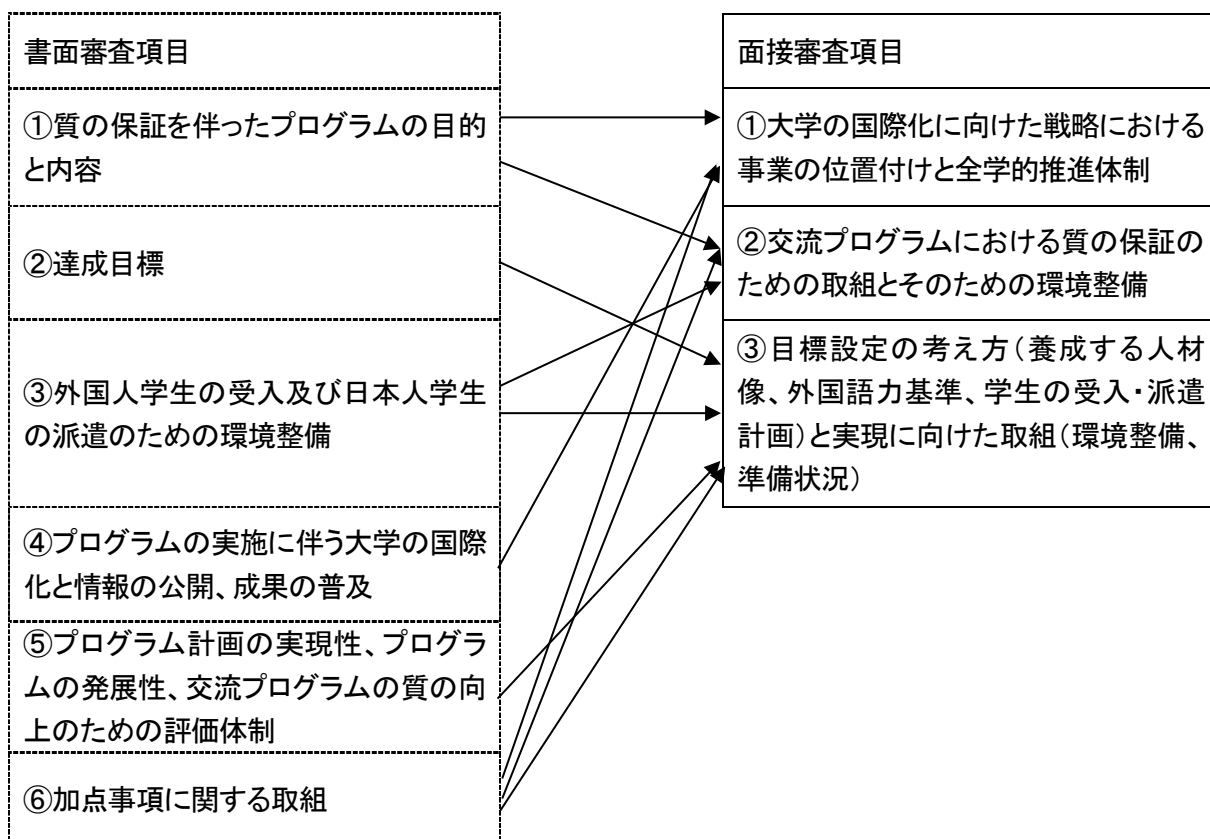 書面審査項目
①質の保証を伴ったプログラムの目的
と内容
②達成目標
③外国人学生の受入及び日本人学生
の派遣のための環境整備
④プログラムの実施に伴う大学の国際
化と情報の公開、成果の普及
⑤プログラム計画の実現性、プログラ
ムの発展性、交流プログラムの質の向
上のための評価体制
⑥加点事項に関する取組
面接審査項目
①大学の国際化に向けた戦略における
事業の位置付けと全学的推進体制
②交流プログラムにおける質の保証の
ための取組とそのための環境整備
③目標設定の考え方（養成する人材
像、外国語力基準、学生の受入・派遣
計画）と実現に向けた取組（環境整備、
準備状況）